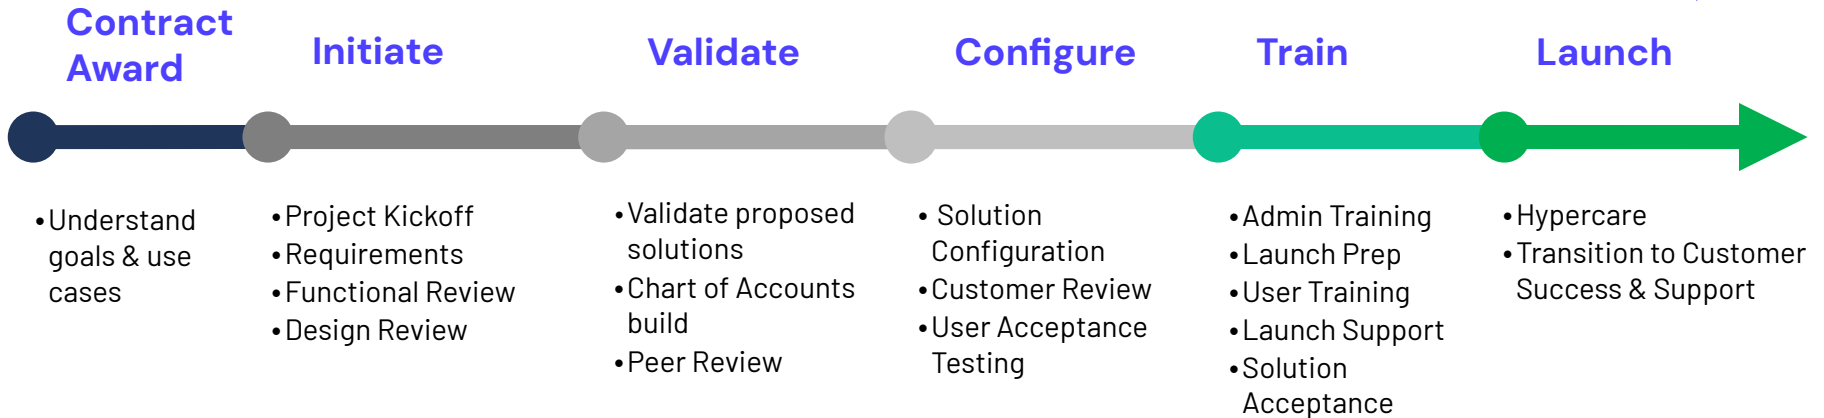 Contract
Award
Initiate
Validate
Configure
Train
Launch
•Understand
goals & use
cases
•Project Kickoff
•Requirements
•Functional Review
•Design Review
•Validate proposed
solutions
•Chart of Accounts
build
•Peer Review
• Solution
Configuration
•Customer Review
•User Acceptance
Testing
•Admin Training
•Launch Prep
•User Training
•Launch Support
•Solution
Acceptance
•Hypercare
•Transition to Customer
Success & Support